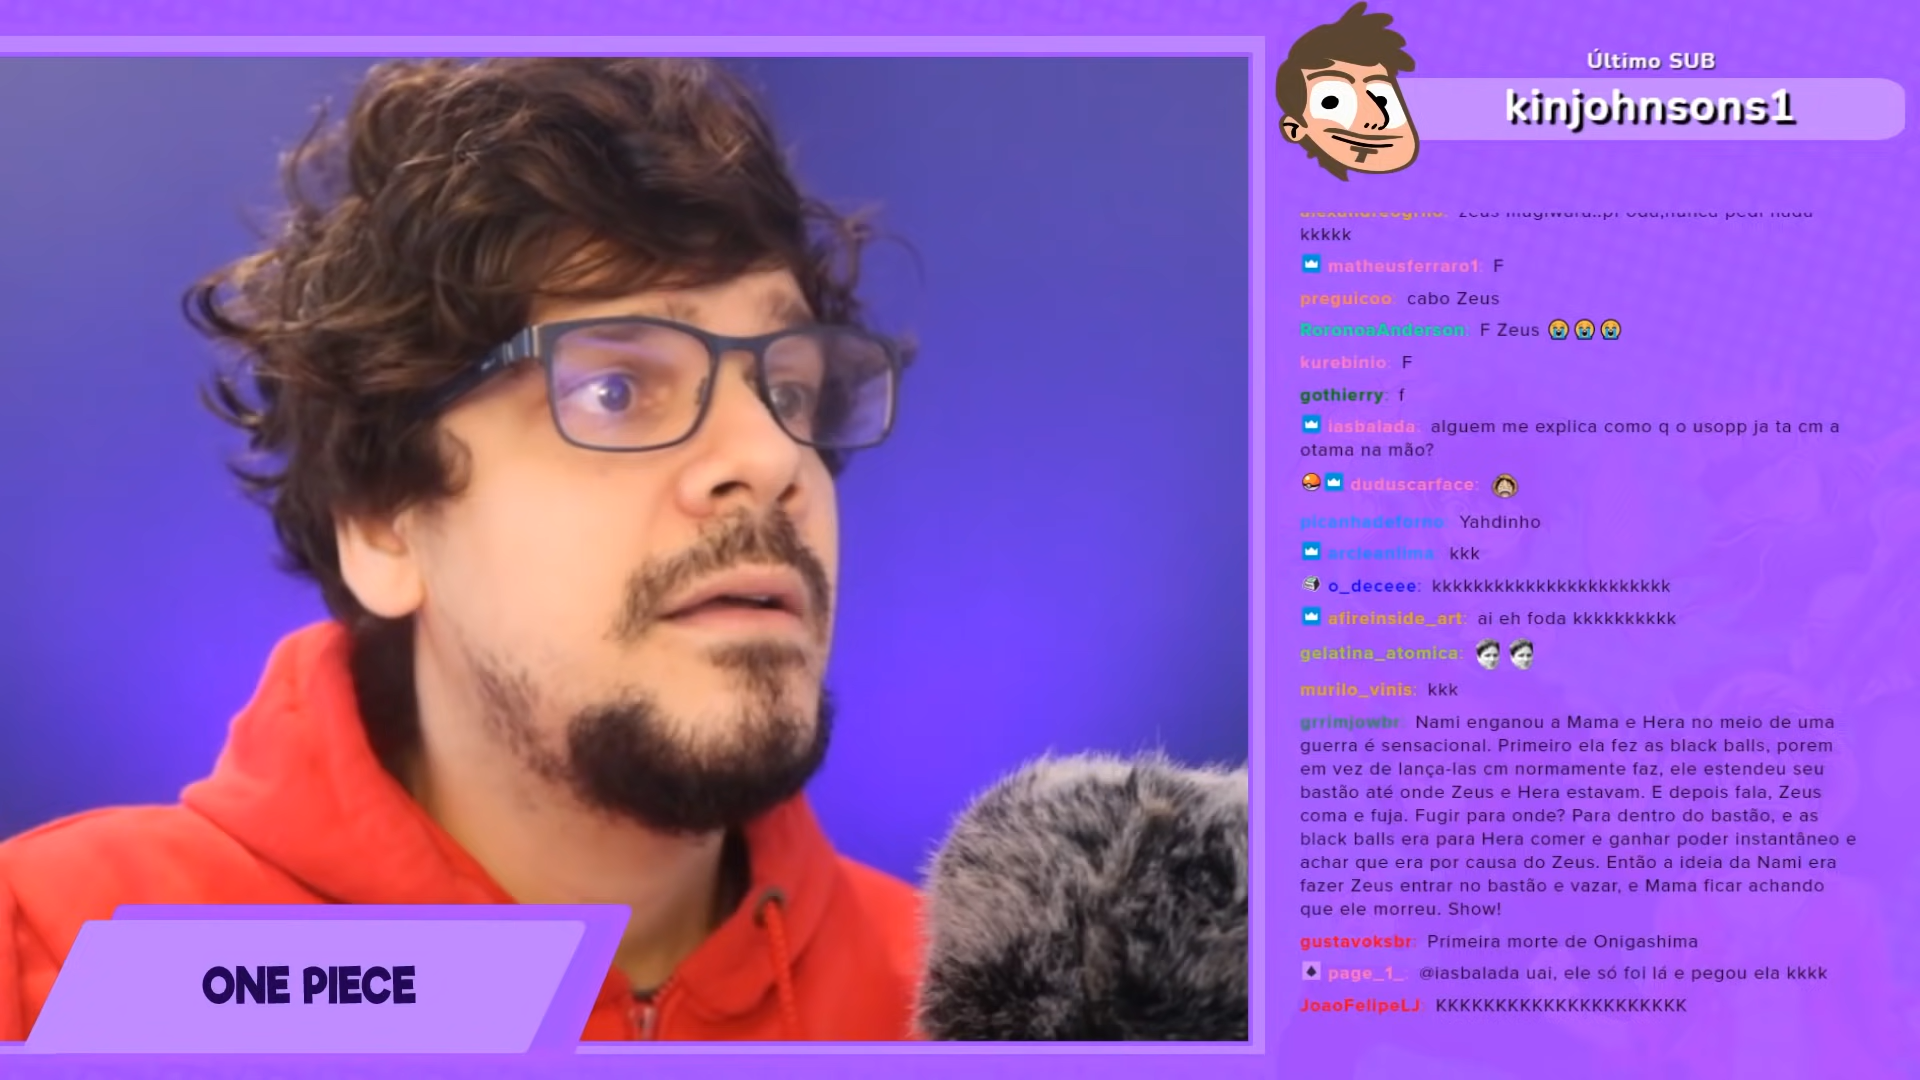 Último SUB
kinjohnsons1
kkkkk
matheusferraro1: F
preguicoo: cabo Zeus
RoronoaAnderson: F Zeus
kurebinio: F
gothierry: f
iasbalada: alguem me explica como q o usopp ja ta cm a
otama na mão?
duduscarface:
picanhadeforno: Yahdinho
arcleanlima: kkk
o_deceee: kkkkkkkkkkkkkkkkkkkkkkk
afireinside_art: ai eh foda kkkkkkkkkk
gelatina_atomica:
murilo_vinis: kkk
grrimjowbr: Nami enganou a Mama e Hera no meio de uma
guerra é sensacional. Primeiro ela fez as black balls, porem
em vez de lança-las cm normamente faz, ele estendeu seu
bastão até onde Zeus e Hera estavam. E depois fala, Zeus
coma e fuja. Fugir para onde? Para dentro do bastão, e as
black balls era para Hera comer e ganhar poder instantâneo e
achar que era por causa do Zeus. Então a ideia da Nami era
fazer Zeus entrar no bastão e vazar, e Mama ficar achando
que ele morreu. Show!
gustavoksbr: Primeira morte de Onigashima
page_1_: @iasbalada uai, ele só foi lá e pegou ela kkkk
JoaoFelipeLJ: KKKKKKKKKKKKKKKKKKKKK
ONE PIECE